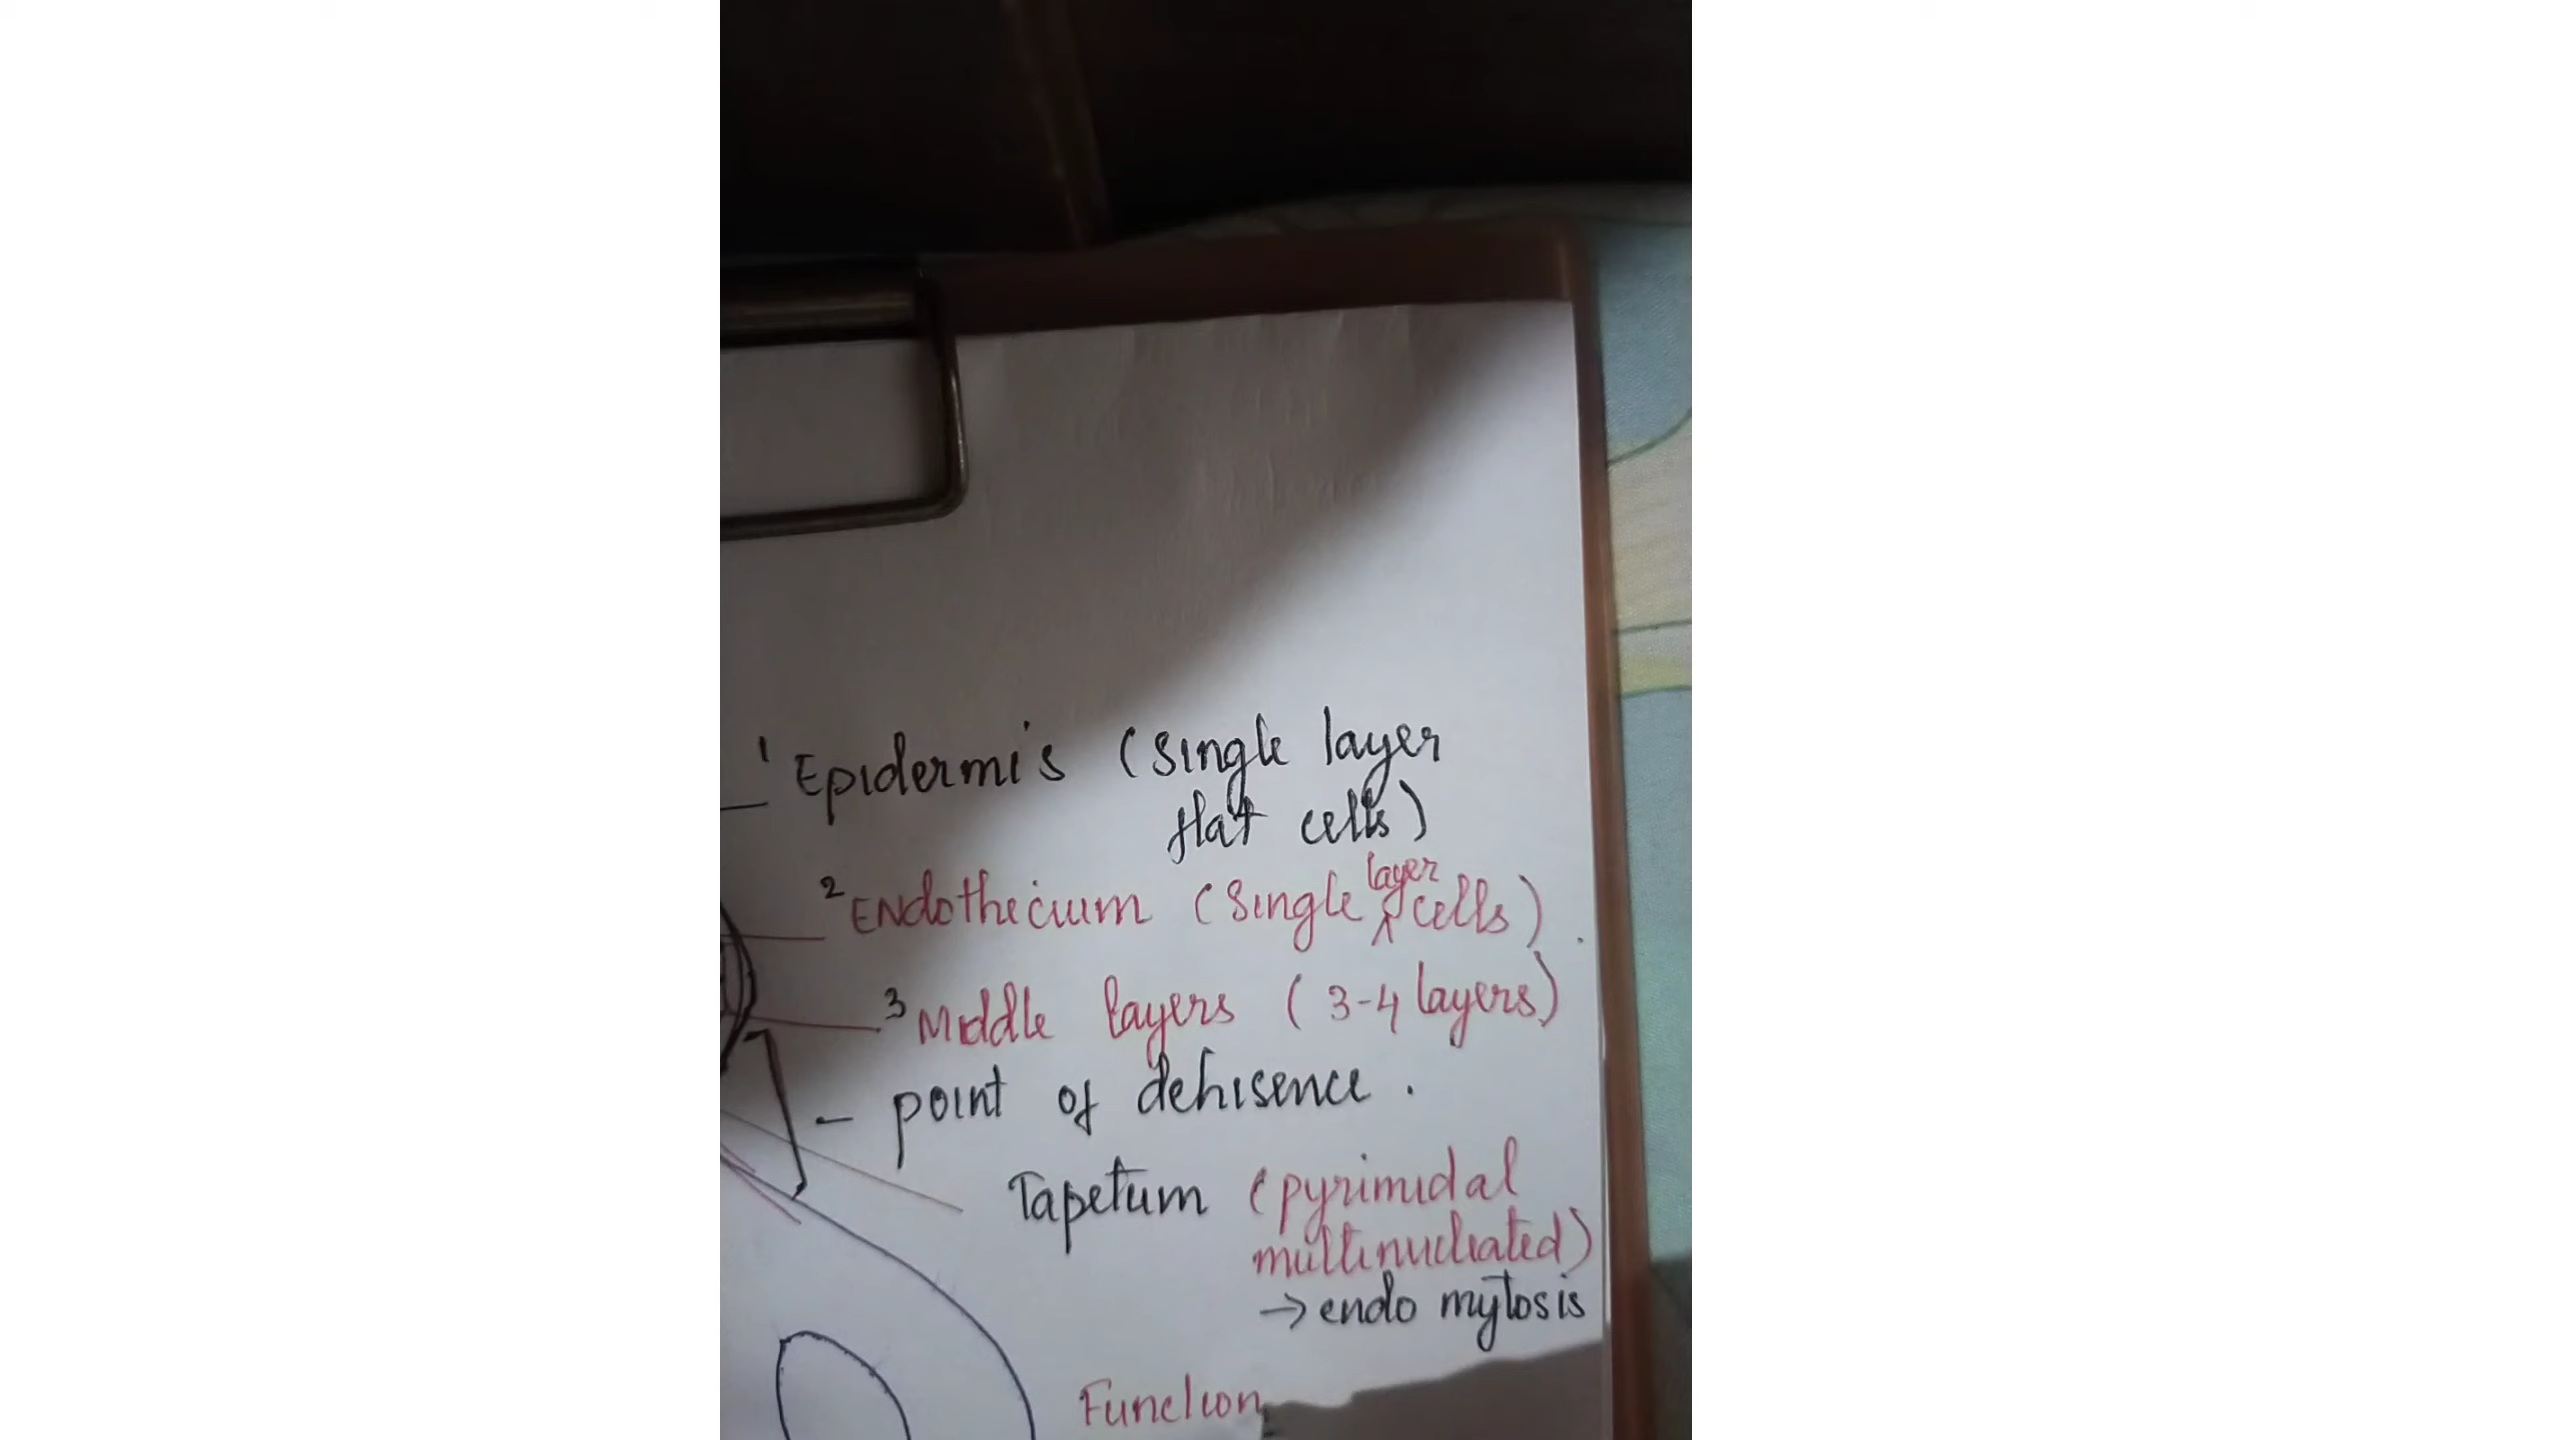 1 Epidermis (single layer
flat cells)
2 Endothecium (single layer cells)
3 Middle layers (3-4 layers)
- point of dehisence.
Tapetum (pyrimidal
multinucliated)
→ endo mytosis
Function